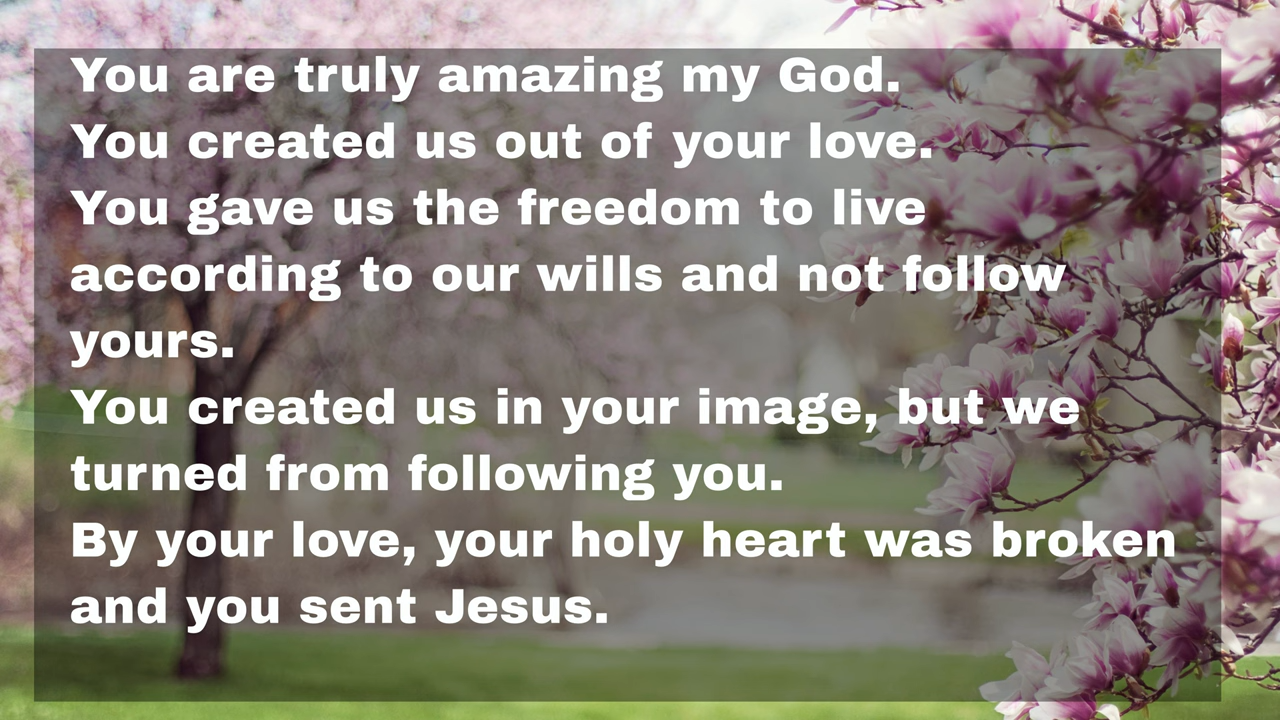 You are truly amazing my God.
You created us out of your love.
You gave us the freedom to live
according to our wills and not follow
yours.
You created us in your image, but we
turned from following you.
By your love, your holy heart was broken
and you sent Jesus.